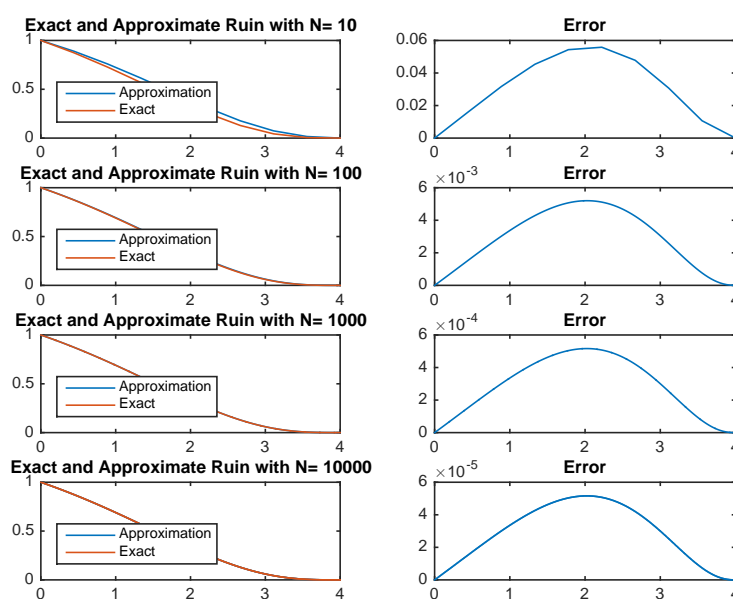 Exact and Approximate Ruin with N= 10
1
0.5
0
Approximation
Exact
0 1 2 3 4
Error
0.06
0.04
0.02
0
0 1 2 3 4
Exact and Approximate Ruin with N= 100
1
0.5
0
Approximation
Exact
0 1 2 3 4
Error
×10⁻³
6
4
2
0
0 1 2 3 4
Exact and Approximate Ruin with N= 1000
1
0.5
0
Approximation
Exact
0 1 2 3 4
Error
×10⁻⁴
6
4
2
0
0 1 2 3 4
Exact and Approximate Ruin with N= 10000
1
0.5
0
Approximation
Exact
0 1 2 3 4
Error
×10⁻⁵
6
4
2
0
0 1 2 3 4